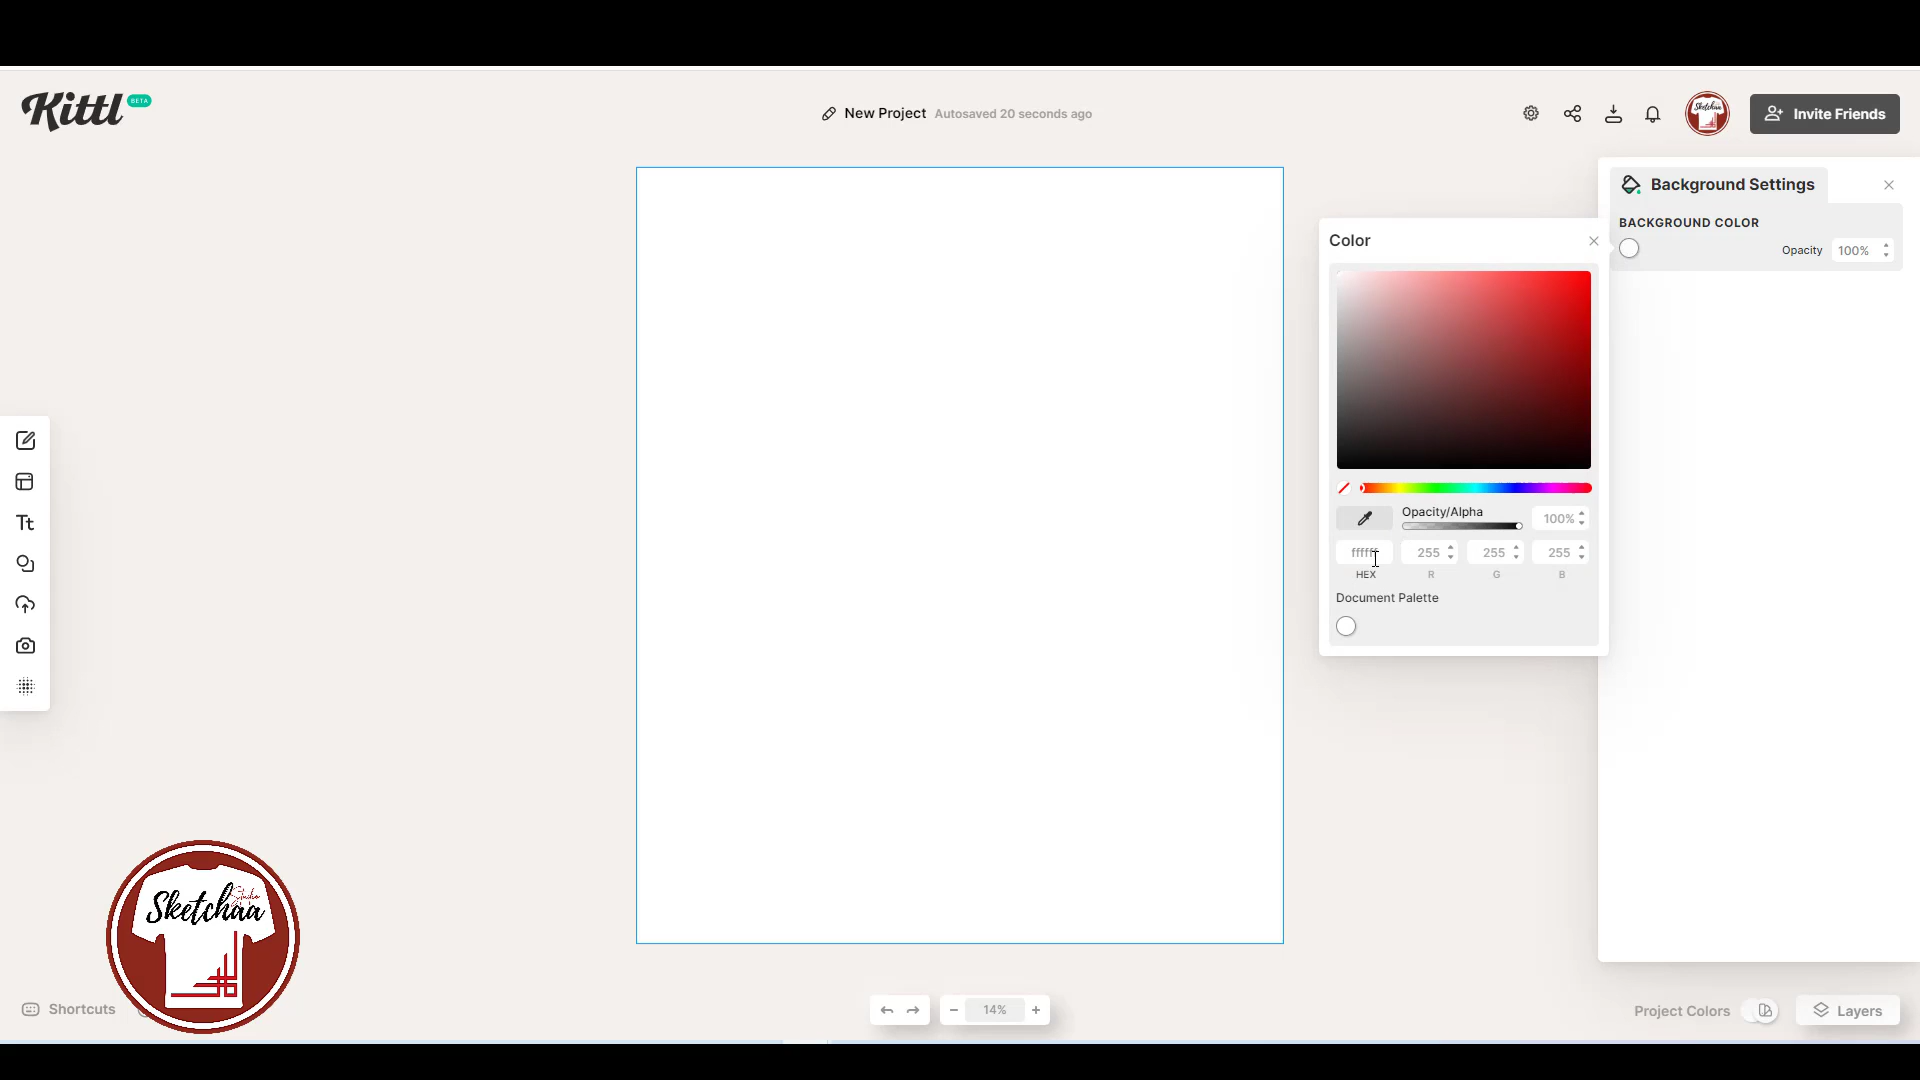 Kittl BETA
New Project Autosaved 20 seconds ago
Invite Friends
Background Settings
BACKGROUND COLOR
Opacity 100%
Color
Opacity/Alpha
100%
ffffff 255 255 255
HEX R G B
Document Palette
Tt
Sketchaa
Studio
Shortcuts
14%
Project Colors
Layers